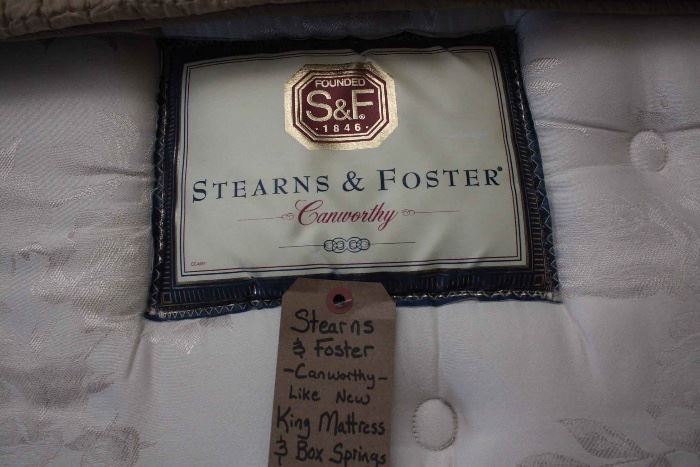 FOUNDED
S&F®
· 1846 ·
STEARNS & FOSTER®
Canworthy
Stearns
& Foster
- Canworthy -
Like New
King Mattress
& Box Springs